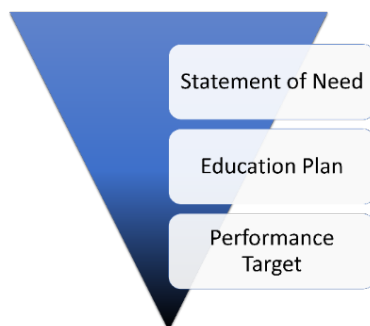 Statement of Need
Education Plan
Performance
Target